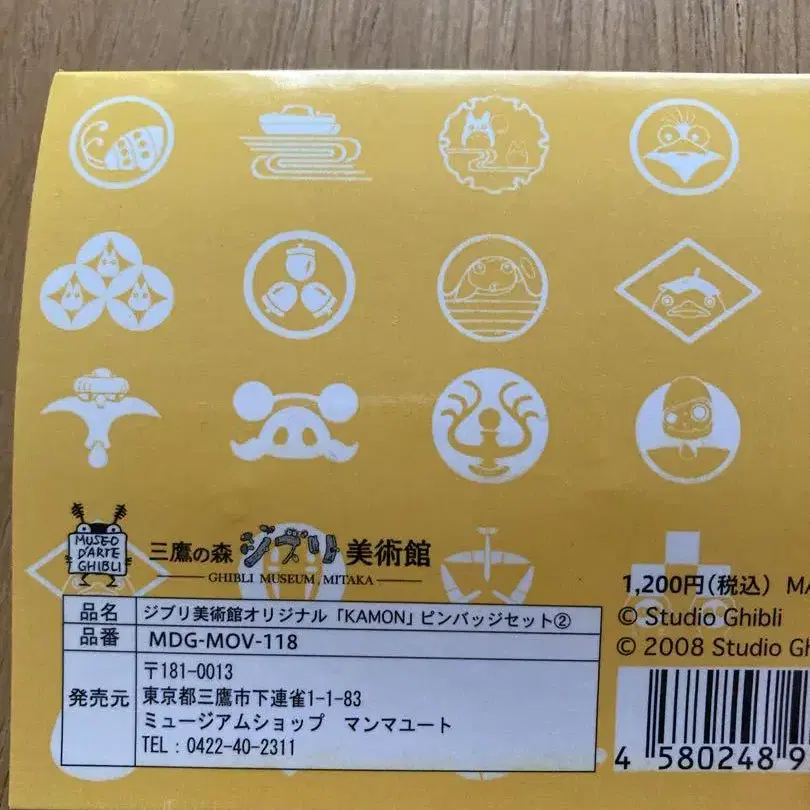 MUSEO
D'ARTE
GHIBLI
三鷹の森 ジブリ 美術館
GHIBLI MUSEUM, MITAKA
品名 ジブリ美術館オリジナル「KAMON」ピンバッジセット②
品番 MDG-MOV-118
発売元
〒181-0013
東京都三鷹市下連雀1-1-83
ミュージアムショップ マンマユート
TEL：0422-40-2311
1,200円(税込)
© Studio Ghibli
© 2008 Studio
4 580248 9